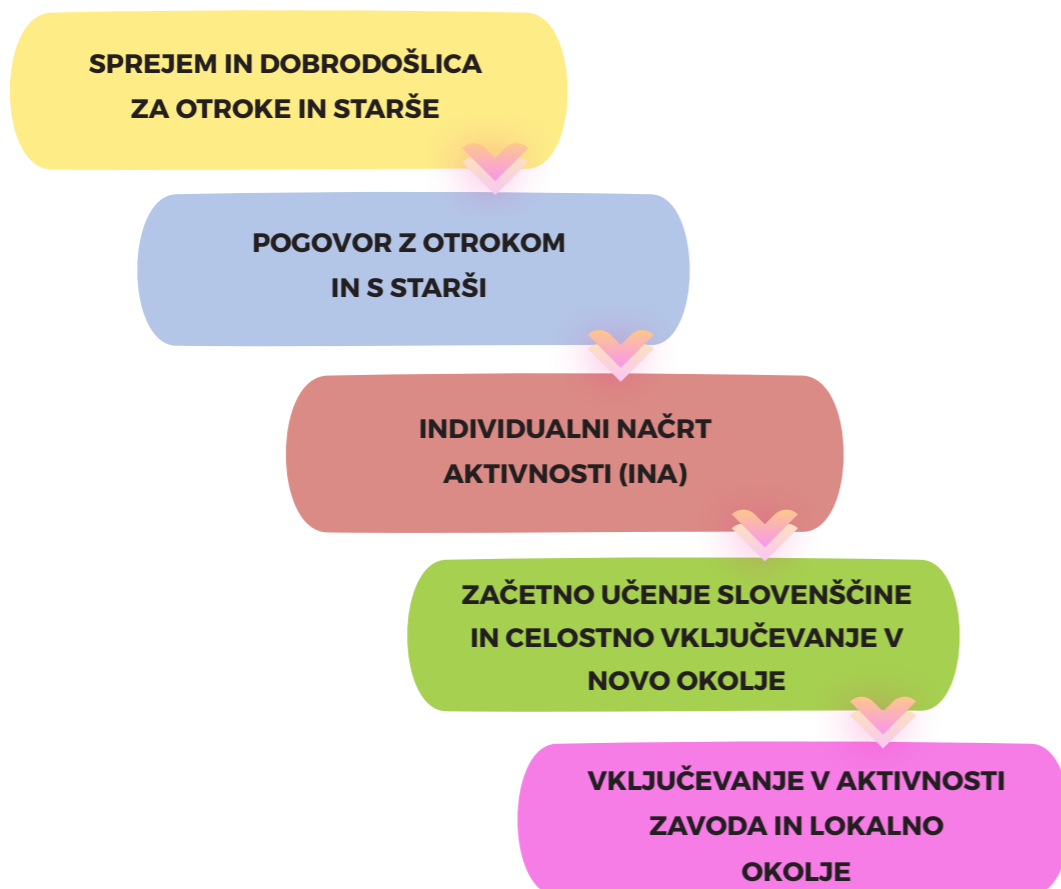 SPREJEM IN DOBRODOŠLICA
ZA OTROKE IN STARŠE
POGOVOR Z OTROKOM
IN S STARŠI
INDIVIDUALNI NAČRT
AKTIVNOSTI (INA)
ZAČETNO UČENJE SLOVENŠČINE
IN CELOSTNO VKLJUČEVANJE V
NOVO OKOLJE
VKLJUČEVANJE V AKTIVNOSTI
ZAVODA IN LOKALNO
OKOLJE